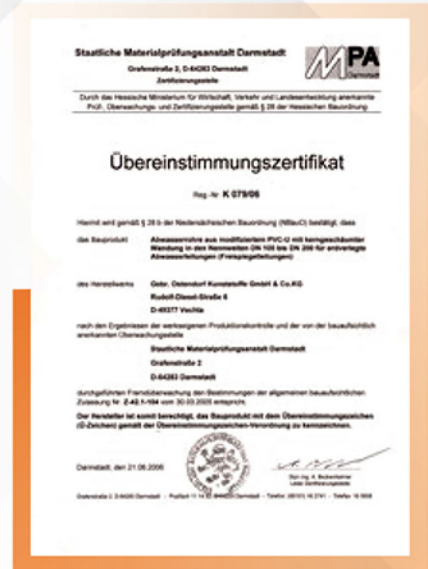 Staatliche Materialprüfungsanstalt Darmstadt
Grafenstraße 2, D-64283 Darmstadt
Zertifizierungsstelle
MPA
Darmstadt
Durch das Hessische Ministerium für Wirtschaft, Verkehr und Landesentwicklung anerkannte
Prüf-, Überwachungs- und Zertifizierungsstelle gemäß § 28 der Hessischen Bauordnung
Übereinstimmungszertifikat
Reg.-Nr. K 079/06
Hiermit wird gemäß § 28 b der Niedersächsischen Bauordnung (NBauO) bestätigt, dass
das Bauprodukt
Abwasserrohre aus modifiziertem PVC-U mit kerngeschäumter
Wandung in den Nennweiten DN 100 bis DN 200 für erdverlegte
Abwasserleitungen (Freispiegelleitungen)
des Herstellwerks
Gebr. Ostendorf Kunststoffe GmbH & Co.KG
Rudolf-Diesel-Straße 6
D-49377 Vechta
nach den Ergebnissen der werkseigenen Produktionskontrolle und der von der bauaufsichtlich
anerkannten Überwachungsstelle
Staatliche Materialprüfungsanstalt Darmstadt
Grafenstraße 2
D-64283 Darmstadt
durchgeführten Fremdüberwachung den Bestimmungen der allgemeinen bauaufsichtlichen
Zulassung Nr. Z-42.1-104 vom 30.03.2005 entspricht.
Der Hersteller ist somit berechtigt, das Bauprodukt mit dem Übereinstimmungszeichen
(Ü-Zeichen) gemäß der Übereinstimmungszeichen-Verordnung zu kennzeichnen.
Darmstadt, den 21.06.2006
Leiter Zertifizierungsstelle
Grafenstraße 2, D-64283 Darmstadt - Postfach